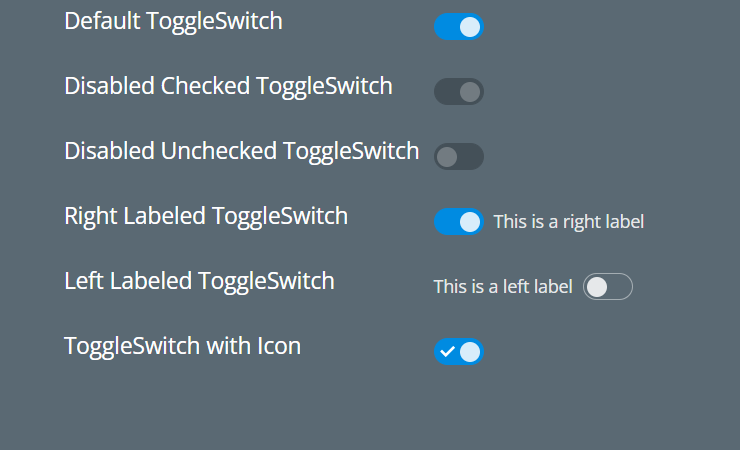 Default ToggleSwitch
Disabled Checked ToggleSwitch
Disabled Unchecked ToggleSwitch
Right Labeled ToggleSwitch This is a right label
Left Labeled ToggleSwitch This is a left label
ToggleSwitch with Icon